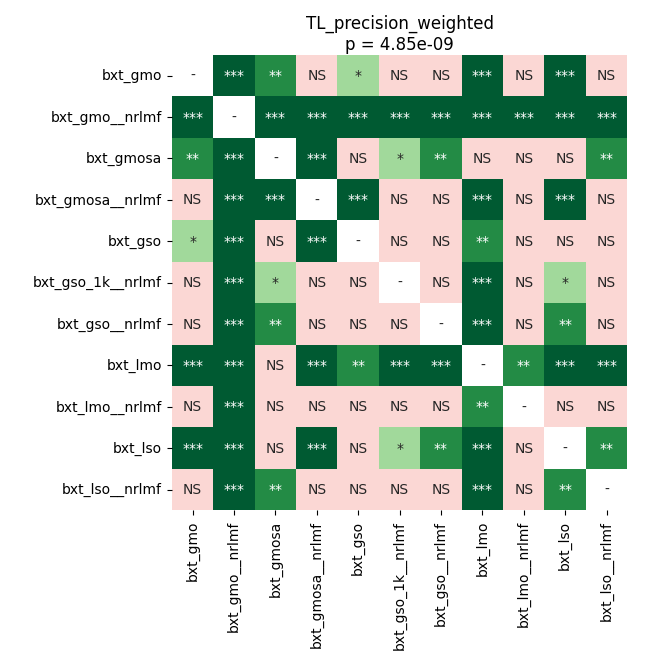 TL_precision_weighted
p = 4.85e-09
bxt_gmo - *** ** NS * NS NS *** NS *** NS
bxt_gmo__nrlmf *** - *** *** *** *** *** *** *** *** ***
bxt_gmosa ** *** - *** NS * ** NS NS NS **
bxt_gmosa__nrlmf NS *** *** - *** NS NS *** NS *** NS
bxt_gso * *** NS *** - NS NS ** NS NS NS
bxt_gso_1k__nrlmf NS *** * NS NS - NS *** NS * NS
bxt_gso__nrlmf NS *** ** NS NS NS - *** NS ** NS
bxt_lmo *** *** NS *** ** *** *** - ** *** ***
bxt_lmo__nrlmf NS *** NS NS NS NS NS ** - NS NS
bxt_lso *** *** NS *** NS * ** *** NS - **
bxt_lso__nrlmf NS *** ** NS NS NS NS *** NS ** -
bxt_gmo
bxt_gmo__nrlmf
bxt_gmosa
bxt_gmosa__nrlmf
bxt_gso
bxt_gso_1k__nrlmf
bxt_gso__nrlmf
bxt_lmo
bxt_lmo__nrlmf
bxt_lso
bxt_lso__nrlmf